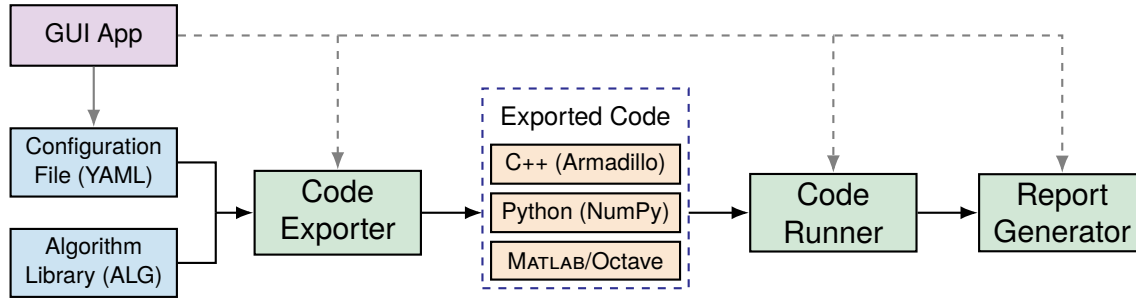 GUI App
Configuration
File (YAML)
Algorithm
Library (ALG)
Code
Exporter
Exported Code
C++ (Armadillo)
Python (NumPy)
MATLAB/Octave
Code
Runner
Report
Generator